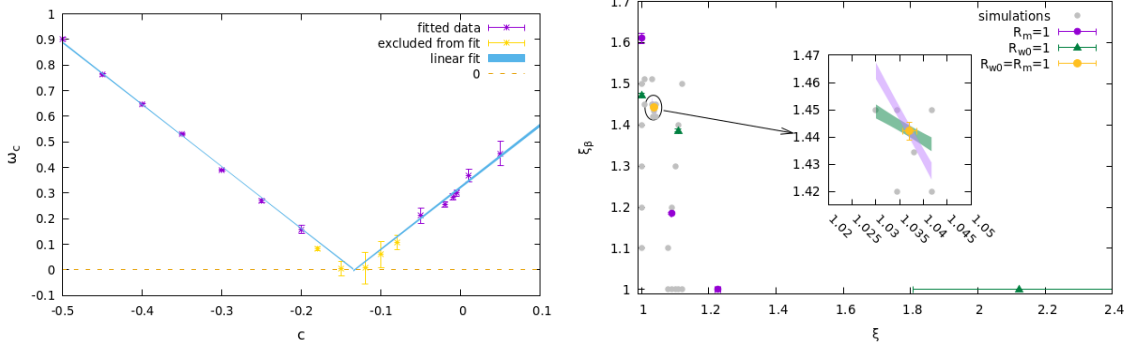 1
0.9
0.8
0.7
0.6
0.5
0.4
0.3
0.2
0.1
0
-0.1
ω_c
-0.5 -0.4 -0.3 -0.2 -0.1 0 0.1
c
fitted data
excluded from fit
linear fit
0
1.7
1.6
1.5
1.4
1.3
1.2
1.1
1
ξ_β
1 1.2 1.4 1.6 1.8 2 2.2 2.4
ξ
simulations
R_m=1
R_w0=1
R_w0=R_m=1
1.47
1.46
1.45
1.44
1.43
1.42
1.02 1.025 1.03 1.035 1.04 1.045 1.05